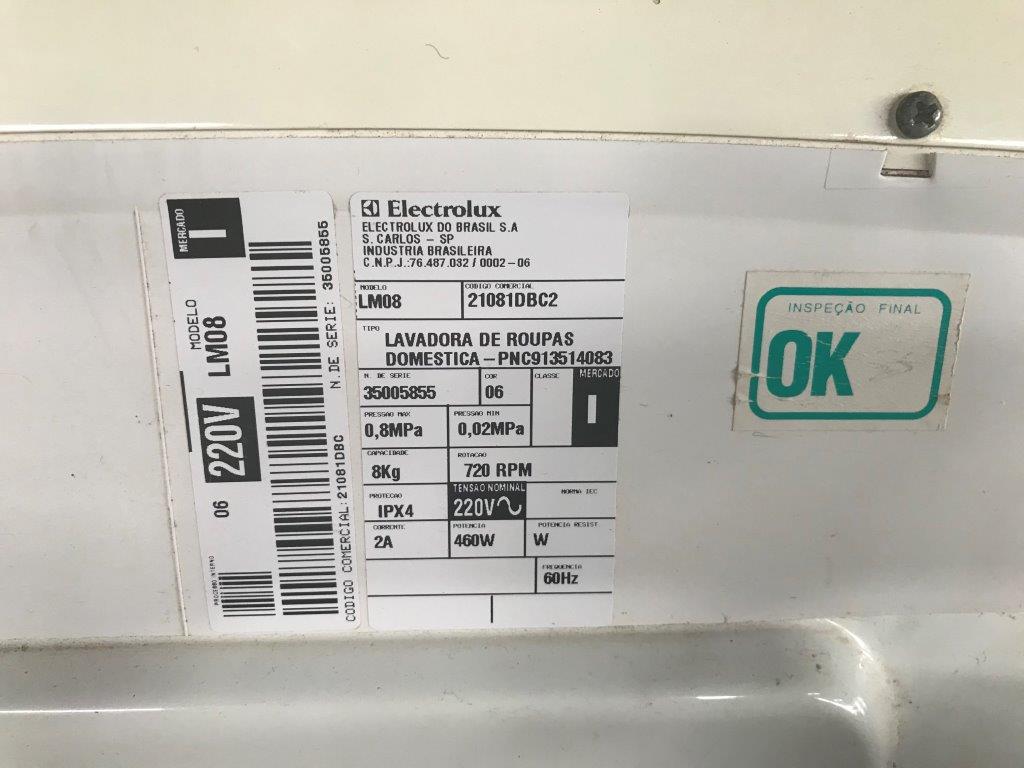 MERCADO
I
MODELO
LM08
220V
06
PROCESSO INTERNO
N.DE SERIE: 35005855
CODIGO COMERCIAL:21081DBC
Electrolux
ELECTROLUX DO BRASIL S.A
S. CARLOS – SP
INDUSTRIA BRASILEIRA
C.N.P.J.:76.487.032 / 0002–06
MODELO CODIGO COMERCIAL
LM08 21081DBC2
TIPO
LAVADORA DE ROUPAS
DOMESTICA – PNC913514083
N. DE SERIE COR CLASSE MERCADO
35005855 06 I
PRESSAO MAX PRESSAO MIN
0,8MPa 0,02MPa
CAPACIDADE ROTACAO
8Kg 720 RPM
PROTECAO TENSAO NOMINAL NORMA IEC
IPX4 220V~
CORRENTE POTENCIA POTENCIA RESIST
2A 460W W
FREQUENCIA
60Hz
INSPEÇÃO FINAL
OK